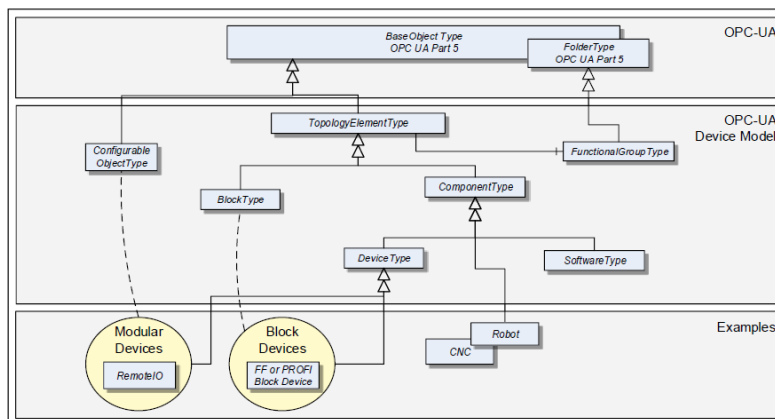 BaseObject Type
OPC UA Part 5
FolderType
OPC UA Part 5
OPC-UA
TopologyElementType
OPC-UA
Device Model
Configurable
ObjectType
FunctionalGroupType
BlockType
ComponentType
DeviceType
SoftwareType
Modular
Devices
RemoteIO
Block
Devices
FF or PROFI
Block Device
Robot
CNC
Examples